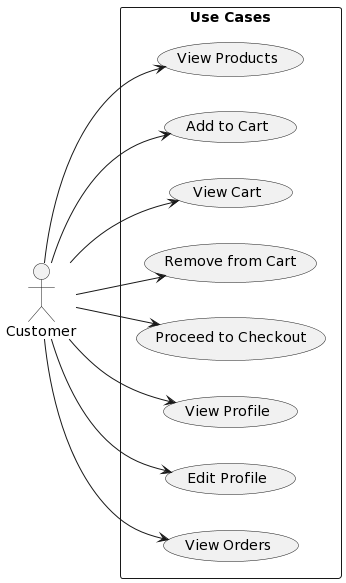 Use Cases
View Products
Add to Cart
View Cart
Remove from Cart
Customer
Proceed to Checkout
View Profile
Edit Profile
View Orders